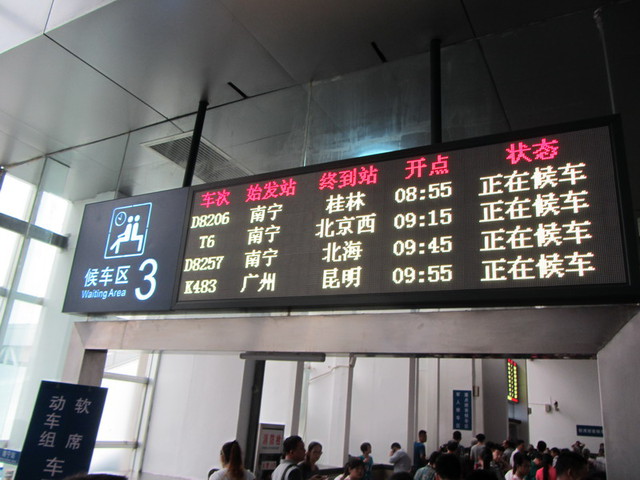 车次 始发站 终到站 开点 状态
D8206 南宁 桂林 08:55 正在候车
T6 南宁 北京西 09:15 正在候车
D8257 南宁 北海 09:45 正在候车
K483 广州 昆明 09:55 正在候车
候车区 3
Waiting Area
动车组
软席车